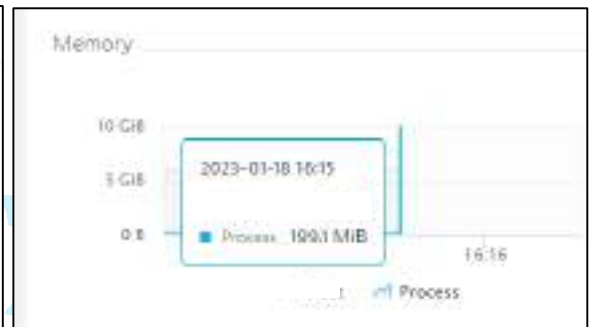 Memory
10 GiB
5 GiB
0 B
2023-01-18 16:15
Process 199.1 MiB
16:16
Process